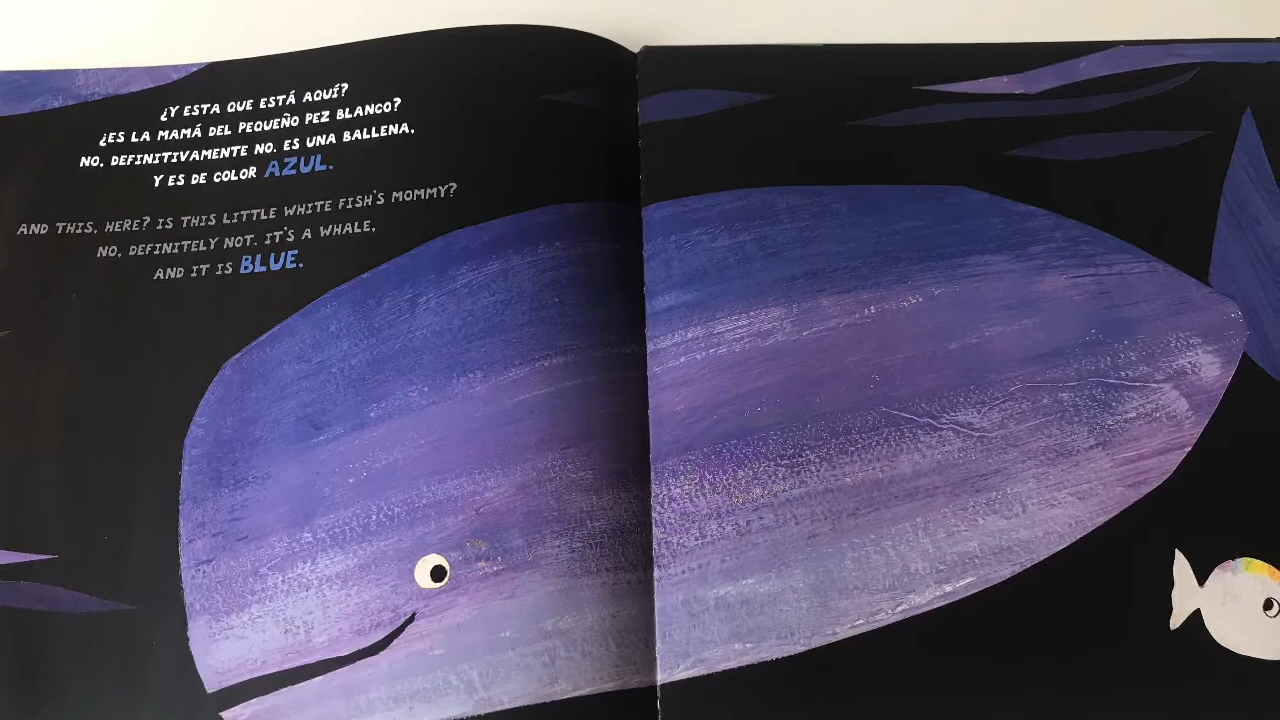 ¿Y ESTA QUE ESTÁ AQUÍ?
¿ES LA MAMÁ DEL PEQUEÑO PEZ BLANCO?
NO, DEFINITIVAMENTE NO. ES UNA BALLENA,
Y ES DE COLOR AZUL.
AND THIS, HERE? IS THIS LITTLE WHITE FISH'S MOMMY?
NO, DEFINITELY NOT. IT'S A WHALE,
AND IT IS BLUE.